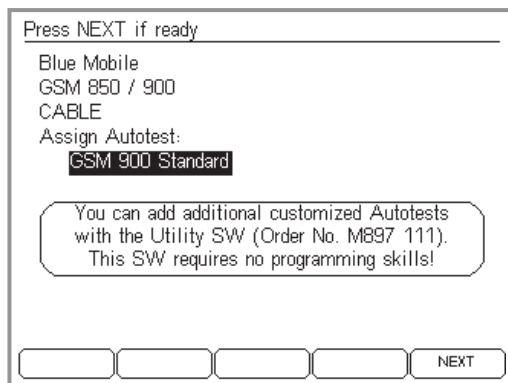 Press NEXT if ready
Blue Mobile
GSM 850 / 900
CABLE
Assign Autotest:
GSM 900 Standard
You can add additional customized Autotests
with the Utility SW (Order No. M897 111).
This SW requires no programming skills!
NEXT